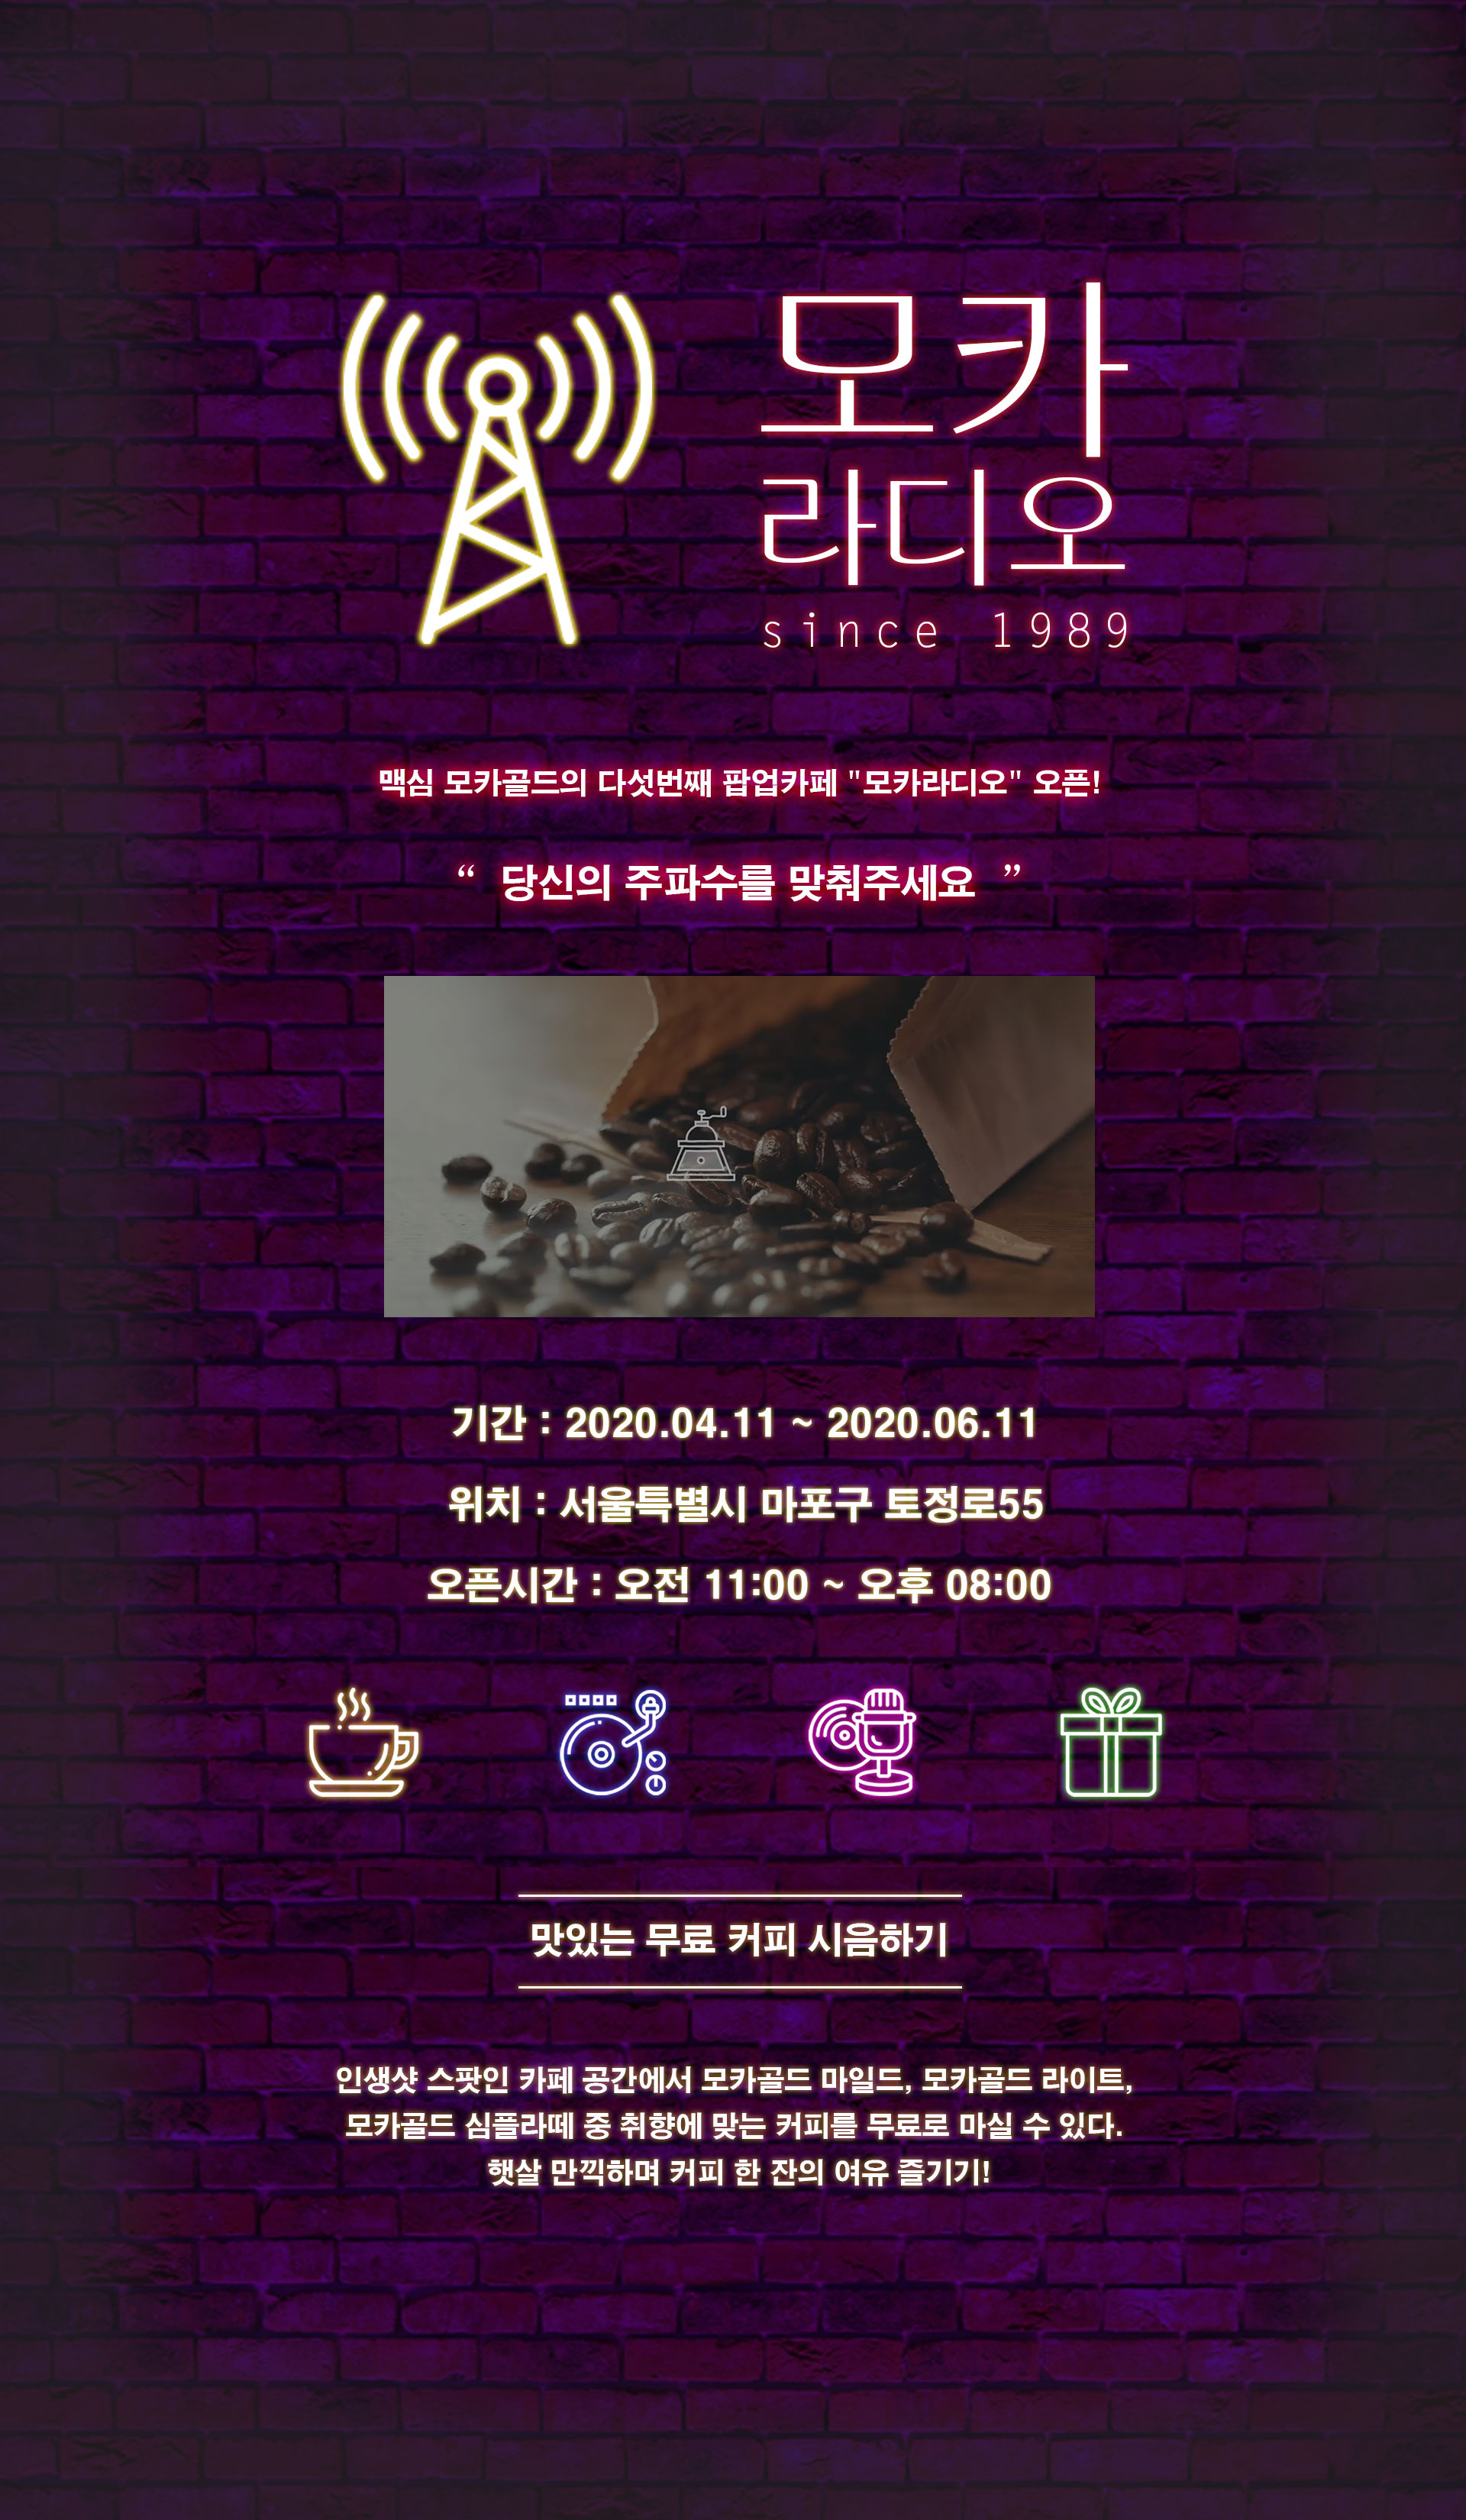 모카
라디오
since 1989
맥심 모카골드의 다섯번째 팝업카페 "모카라디오" 오픈!
“ 당신의 주파수를 맞춰주세요 ”
기간 : 2020.04.11 ~ 2020.06.11
위치 : 서울특별시 마포구 토정로55
오픈시간 : 오전 11:00 ~ 오후 08:00
맛있는 무료 커피 시음하기
인생샷 스팟인 카페 공간에서 모카골드 마일드, 모카골드 라이트,
모카골드 심플라떼 중 취향에 맞는 커피를 무료로 마실 수 있다.
햇살 만끽하며 커피 한 잔의 여유 즐기기!